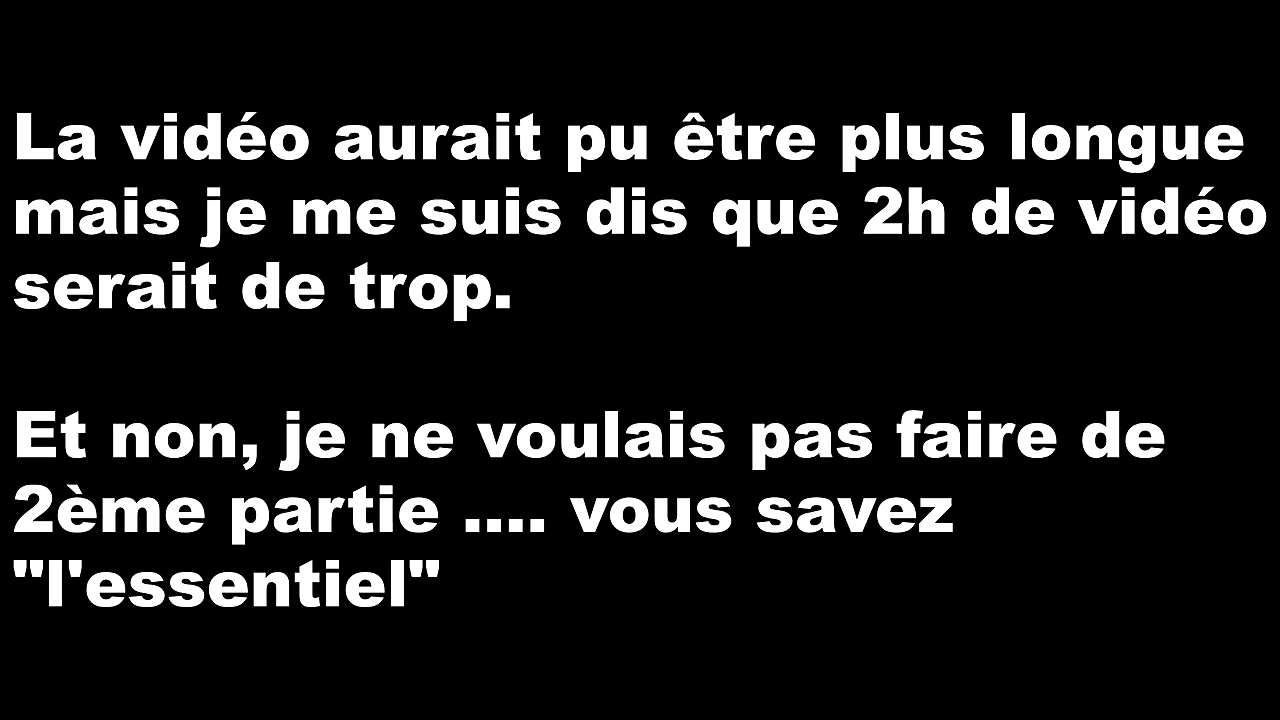 La vidéo aurait pu être plus longue
mais je me suis dis que 2h de vidéo
serait de trop.
Et non, je ne voulais pas faire de
2ème partie .... vous savez
"l'essentiel"